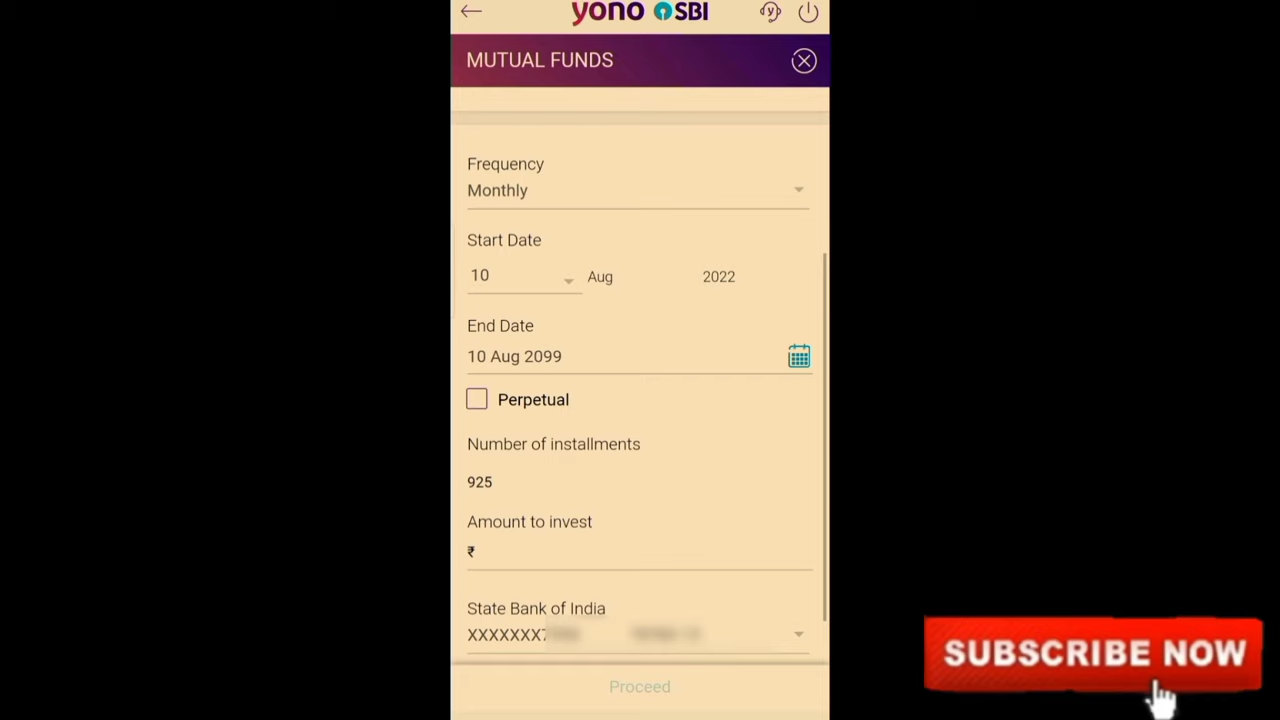 yono SBI
MUTUAL FUNDS
Frequency
Monthly
Start Date
10 Aug 2022
End Date
10 Aug 2099
Perpetual
Number of installments
925
Amount to invest
₹
State Bank of India
XXXXXXX
Proceed
SUBSCRIBE NOW